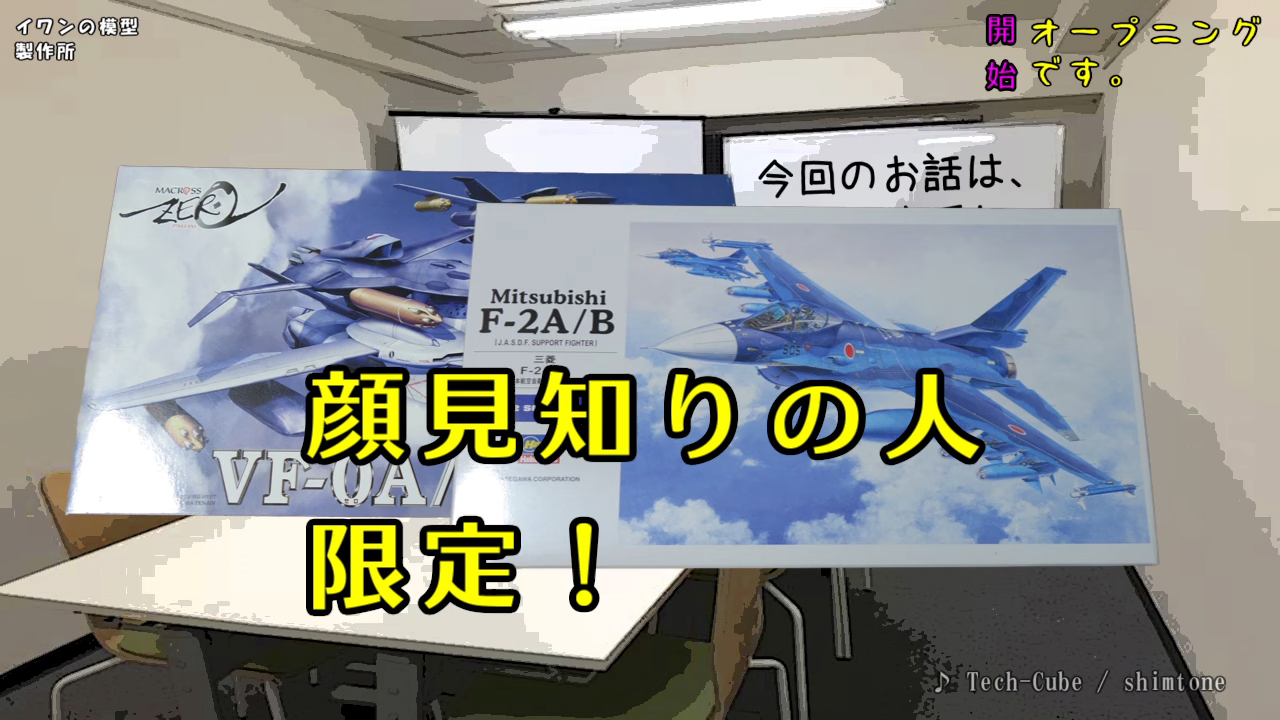 イワンの模型
製作所
開始
オープニング
です。
今回のお話は、
MACROSS
ZERO
VF-0A/
Mitsubishi
F-2A/B
[J.A.S.D.F. SUPPORT FIGHTER]
三菱
F-2
顔見知りの人
限定！
♪ Tech-Cube / shimtone